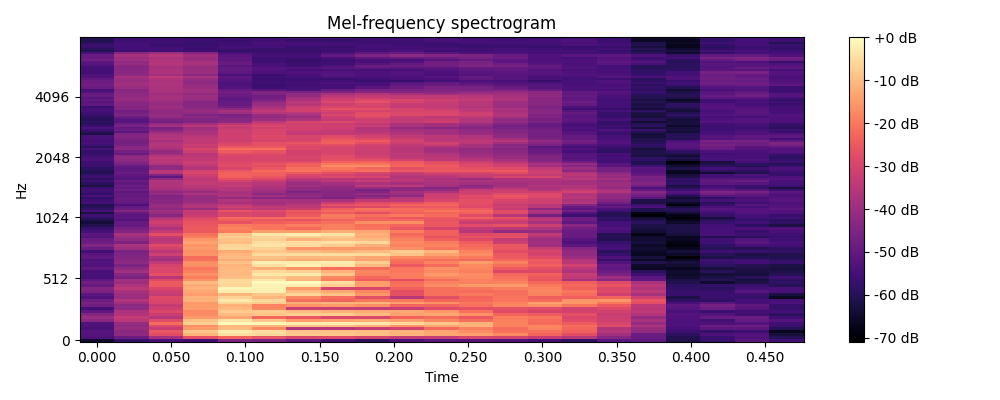 Mel-frequency spectrogram
Hz
4096
2048
1024
512
0
0.000 0.050 0.100 0.150 0.200 0.250 0.300 0.350 0.400 0.450
Time
+0 dB
-10 dB
-20 dB
-30 dB
-40 dB
-50 dB
-60 dB
-70 dB